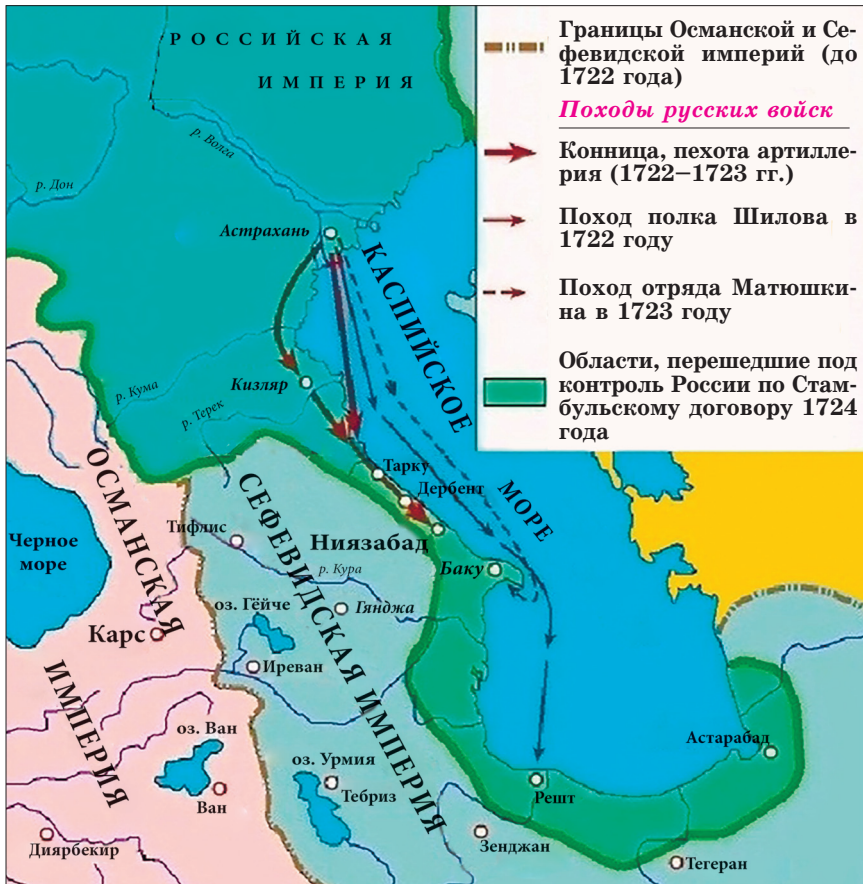 РОССИЙСКАЯ
ИМПЕРИЯ
р. Волга
р. Дон
Астрахань
КАСПИЙСКОЕ
МОРЕ
р. Кума
Кизляр
р. Терек
Тарку
Дербент
Ниязабад
Баку
ОСМАНСКАЯ
ИМПЕРИЯ
СЕФЕВИДСКАЯ ИМПЕРИЯ
Черное
море
Тифлис
р. Кура
оз. Гёйче
Гянджа
Карс
Иреван
оз. Ван
Ван
оз. Урмия
Тебриз
Диярбекир
Зенджан
Решт
Астарабад
Тегеран
Границы Османской и Се-
февидской империй (до
1722 года)
Походы русских войск
Конница, пехота артилле-
рия (1722–1723 гг.)
Поход полка Шилова в
1722 году
Поход отряда Матюшки-
на в 1723 году
Области, перешедшие под
контроль России по Стам-
бульскому договору 1724
года